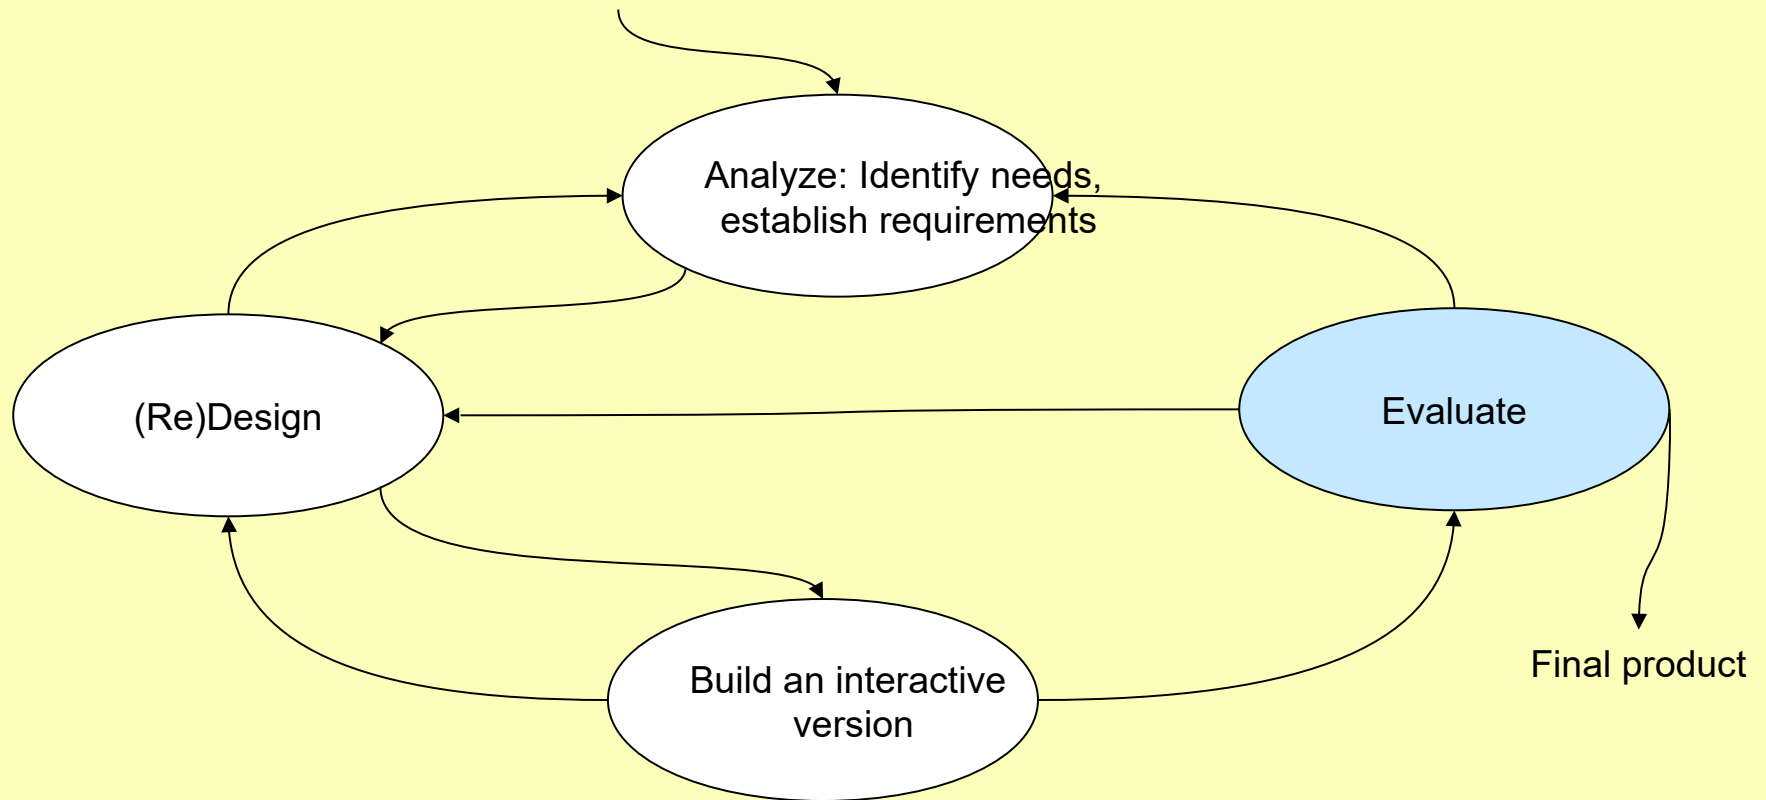 Analyze: Identify needs,
establish requirements
(Re)Design
Evaluate
Build an interactive
version
Final product